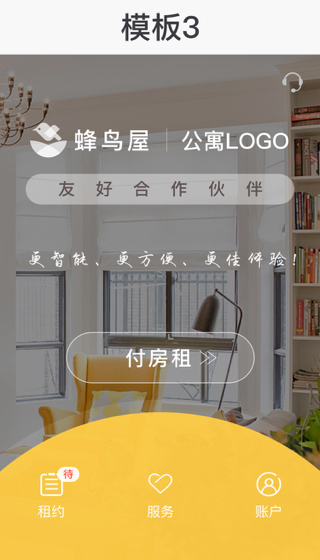 模板3
蜂鸟屋 | 公寓LOGO
友好合作伙伴
更智能、更方便、更佳体验!
付房租 >>
待
租约 服务 账户